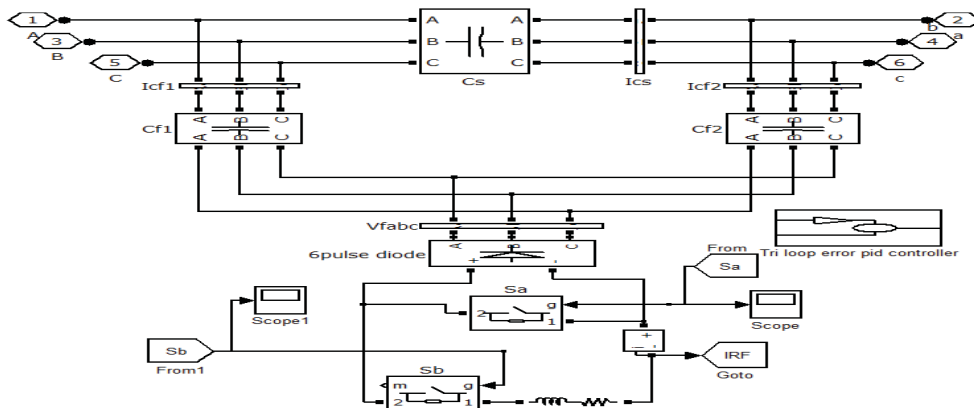 1 A B C A B C 2
A b
3 B 4 a
5 C Cs Ics 6 c
Icf1 Icf2
Cf1 A B C A B C Cf2 A B C A B C
Vfabc
6pulse diode A B C + -
From
Sa
Tri loop error pid controller
Sa
2 g 1
Scope1
Scope
+ -
Sb
From1
IRF
Goto
Sb
m g
2 1